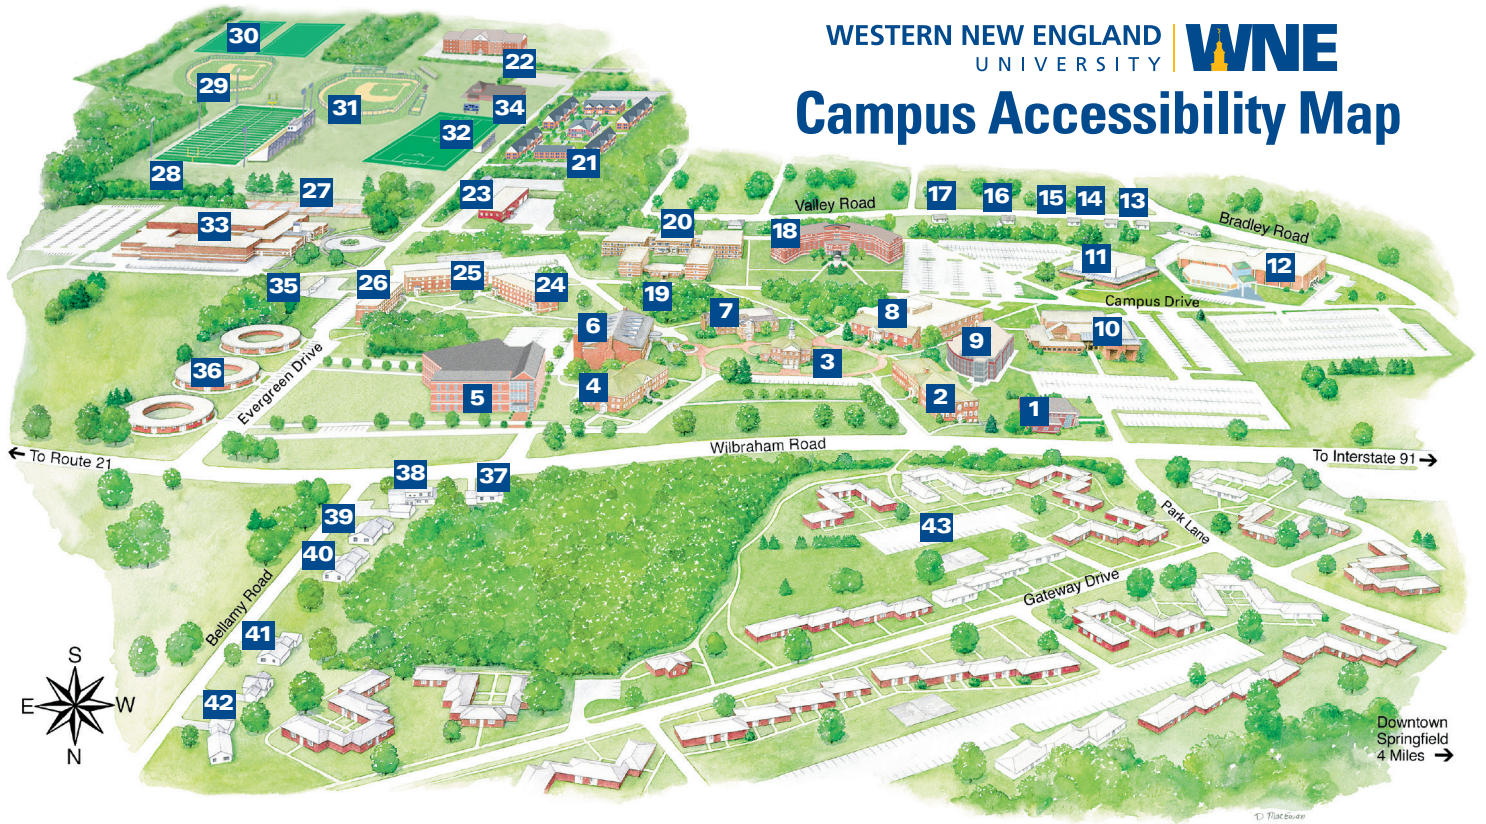 WESTERN NEW ENGLAND
UNIVERSITY
WNE
Campus Accessibility Map
30
22
29
31
34
32
28
21
27
23
17
16
15
14
13
Valley Road
33
20
18
Bradley Road
11
12
35
26
25
24
19
7
Campus Drive
6
8
10
9
36
Evergreen Drive
3
5
4
2
1
To Route 21
Wilbraham Road
To Interstate 91
38
37
39
43
Park Lane
40
Bellamy Road
Gateway Drive
41
42
S
E
W
N
Downtown
Springfield
4 Miles
D MacEwan